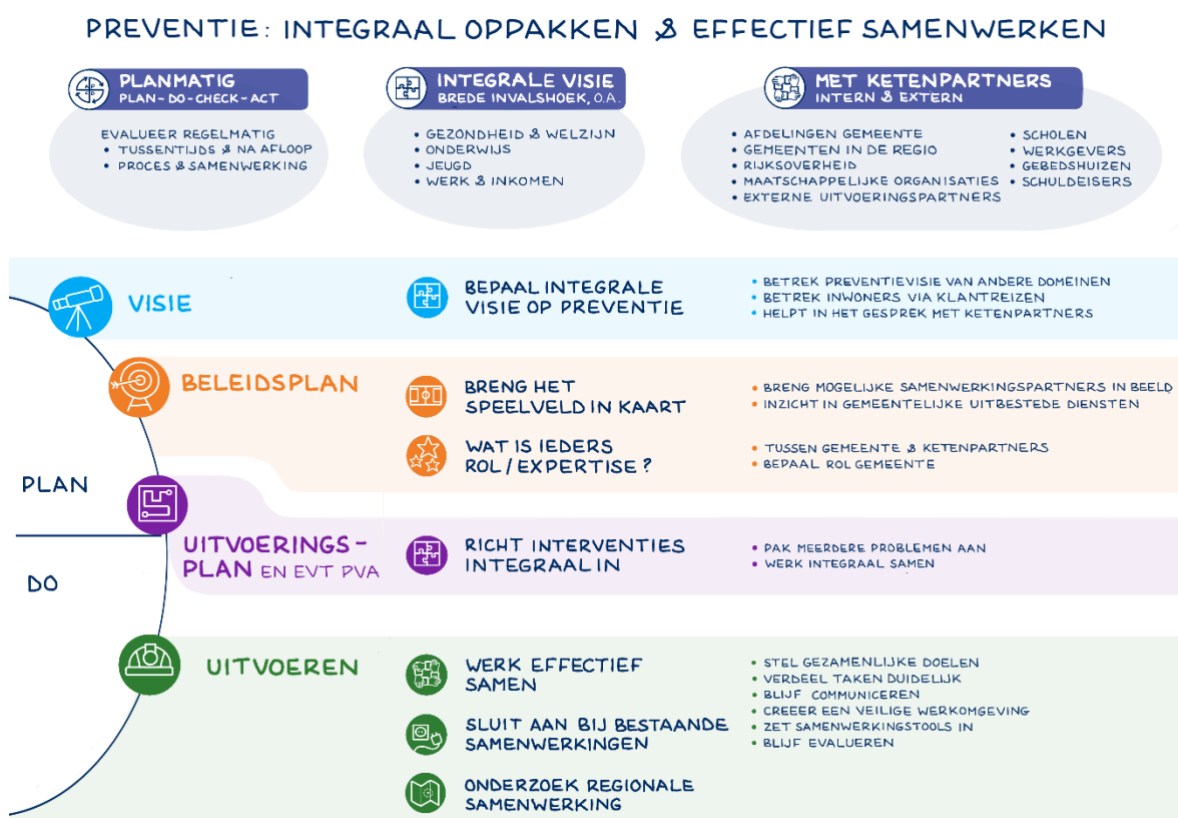 PREVENTIE: INTEGRAAL OPPAKKEN & EFFECTIEF SAMENWERKEN
PLANMATIG
PLAN-DO-CHECK-ACT
EVALUEER REGELMATIG
• TUSSENTIJDS & NA AFLOOP
• PROCES & SAMENWERKING
INTEGRALE VISIE
BREDE INVALSHOEK, O.A.
• GEZONDHEID & WELZIJN
• ONDERWIJS
• JEUGD
• WERK & INKOMEN
MET KETENPARTNERS
INTERN & EXTERN
• AFDELINGEN GEMEENTE
• GEMEENTEN IN DE REGIO
• RIJKSOVERHEID
• MAATSCHAPPELIJKE ORGANISATIES
• EXTERNE UITVOERINGSPARTNERS
• SCHOLEN
• WERKGEVERS
• GEBEDSHUIZEN
• SCHULDEISERS
VISIE
BEPAAL INTEGRALE
VISIE OP PREVENTIE
• BETREK PREVENTIEVISIE VAN ANDERE DOMEINEN
• BETREK INWONERS VIA KLANTREIZEN
• HELPT IN HET GESPREK MET KETENPARTNERS
BELEIDSPLAN
BRENG HET
SPEELVELD IN KAART
• BRENG MOGELIJKE SAMENWERKINGSPARTNERS IN BEELD
• INZICHT IN GEMEENTELIJKE UITBESTEDE DIENSTEN
WAT IS IEDERS
ROL/EXPERTISE?
• TUSSEN GEMEENTE & KETENPARTNERS
• BEPAAL ROL GEMEENTE
PLAN
DO
UITVOERINGS-
PLAN EN EVT PVA
RICHT INTERVENTIES
INTEGRAAL IN
• PAK MEERDERE PROBLEMEN AAN
• WERK INTEGRAAL SAMEN
UITVOEREN
WERK EFFECTIEF
SAMEN
• STEL GEZAMENLIJKE DOELEN
• VERDEEL TAKEN DUIDELIJK
• BLIJF COMMUNICEREN
• CREEER EEN VEILIGE WERKOMGEVING
• ZET SAMENWERKINGSTOOLS IN
• BLIJF EVALUEREN
SLUIT AAN BIJ BESTAANDE
SAMENWERKINGEN
ONDERZOEK REGIONALE
SAMENWERKING